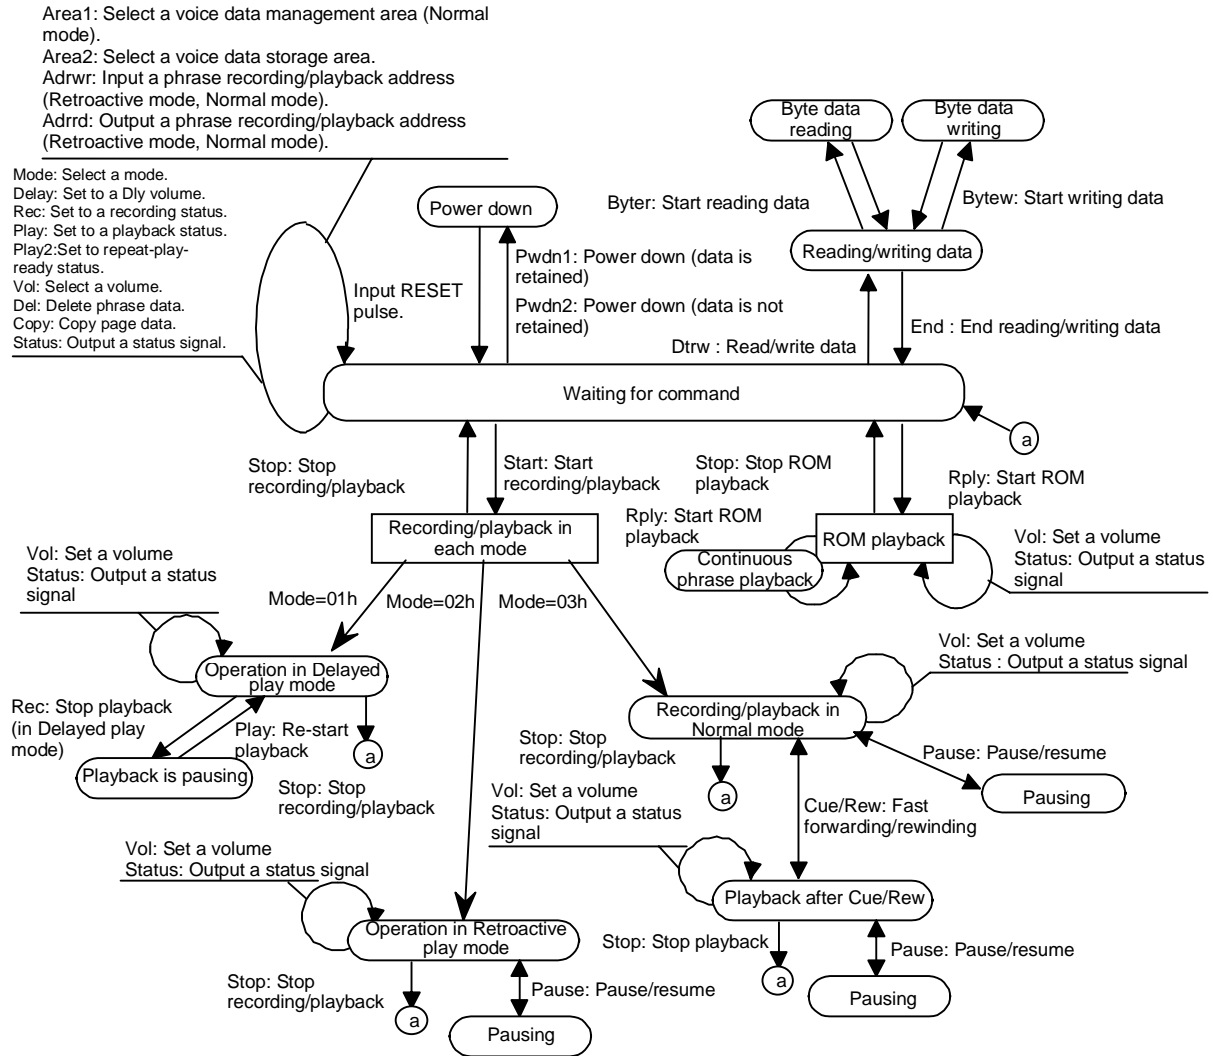 Area1: Select a voice data management area (Normal
mode).
Area2: Select a voice data storage area.
Adrwr: Input a phrase recording/playback address
(Retroactive mode, Normal mode).
Adrrd: Output a phrase recording/playback address
(Retroactive mode, Normal mode).
Mode: Select a mode.
Delay: Set to a Dly volume.
Rec: Set to a recording status.
Play: Set to a playback status.
Play2:Set to repeat-play-
ready status.
Vol: Select a volume.
Del: Delete phrase data.
Copy: Copy page data.
Status: Output a status signal.
Power down
Input RESET
pulse.
Pwdn1: Power down (data is
retained)
Pwdn2: Power down (data is not
retained)
Byte data
reading
Byte data
writing
Byter: Start reading data
Bytew: Start writing data
Reading/writing data
Dtrw : Read/write data
End : End reading/writing data
Waiting for command
a
Stop: Stop
recording/playback
Start: Start
recording/playback
Stop: Stop ROM
playback
Rply: Start ROM
playback
Recording/playback in
each mode
Rply: Start ROM
playback
Continuous
phrase playback
ROM playback
Vol: Set a volume
Status: Output a status
signal
Vol: Set a volume
Status: Output a status
signal
Mode=01h
Mode=02h
Mode=03h
Operation in Delayed
play mode
Rec: Stop playback
(in Delayed play
mode)
Play: Re-start
playback
a
Playback is pausing
Stop: Stop
recording/playback
Vol: Set a volume
Status : Output a status signal
Recording/playback in
Normal mode
Stop: Stop
recording/playback
a
Pause: Pause/resume
Pausing
Vol: Set a volume
Status: Output a status
signal
Cue/Rew: Fast
forwarding/rewinding
Playback after Cue/Rew
Stop: Stop playback
a
Pause: Pause/resume
Pausing
Vol: Set a volume
Status: Output a status signal
Operation in Retroactive
play mode
Stop: Stop
recording/playback
a
Pause: Pause/resume
Pausing